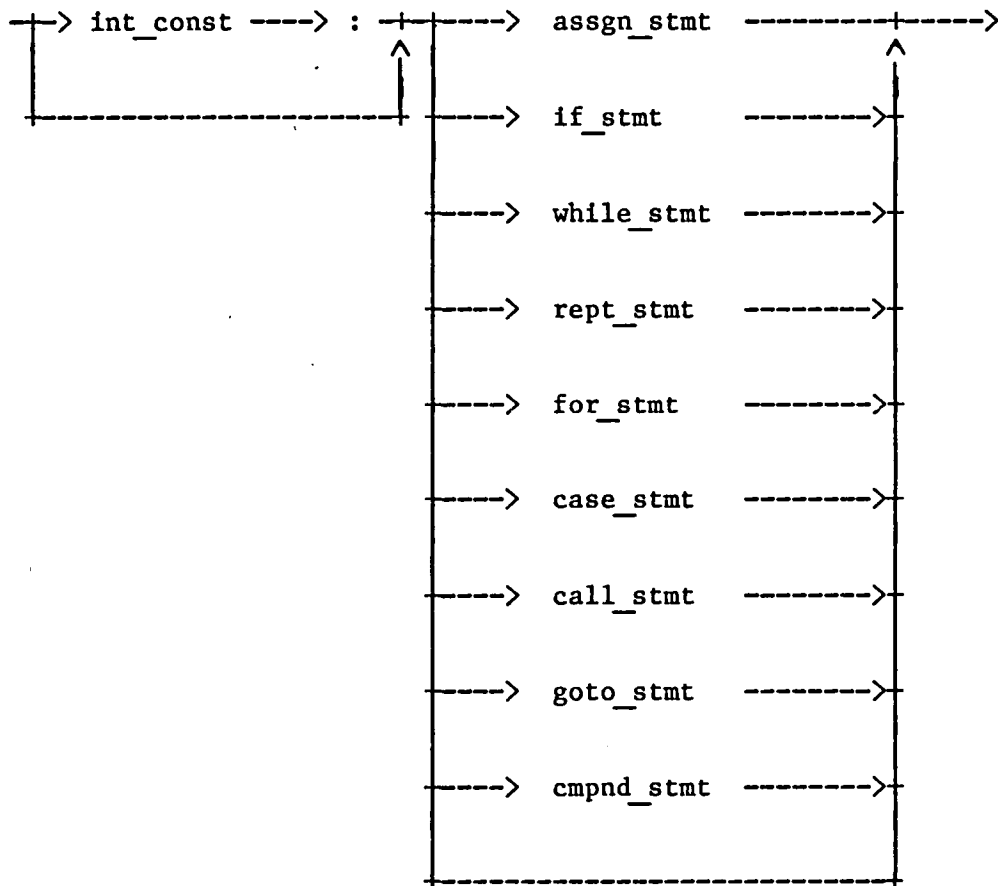 int_const : assgn_stmt
if_stmt
while_stmt
rept_stmt
for_stmt
case_stmt
call_stmt
goto_stmt
cmpnd_stmt